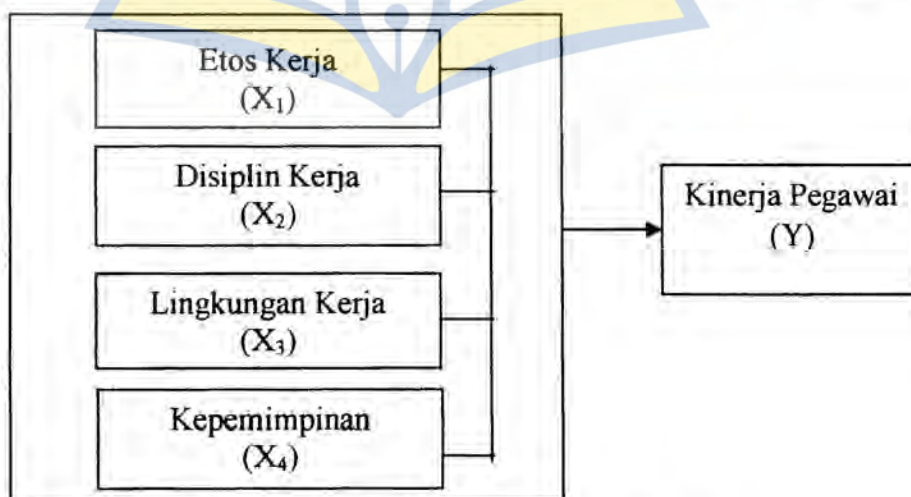 Etos Kerja
(X₁)
Disiplin Kerja
(X₂)
Lingkungan Kerja
(X₃)
Kepemimpinan
(X₄)
Kinerja Pegawai
(Y)